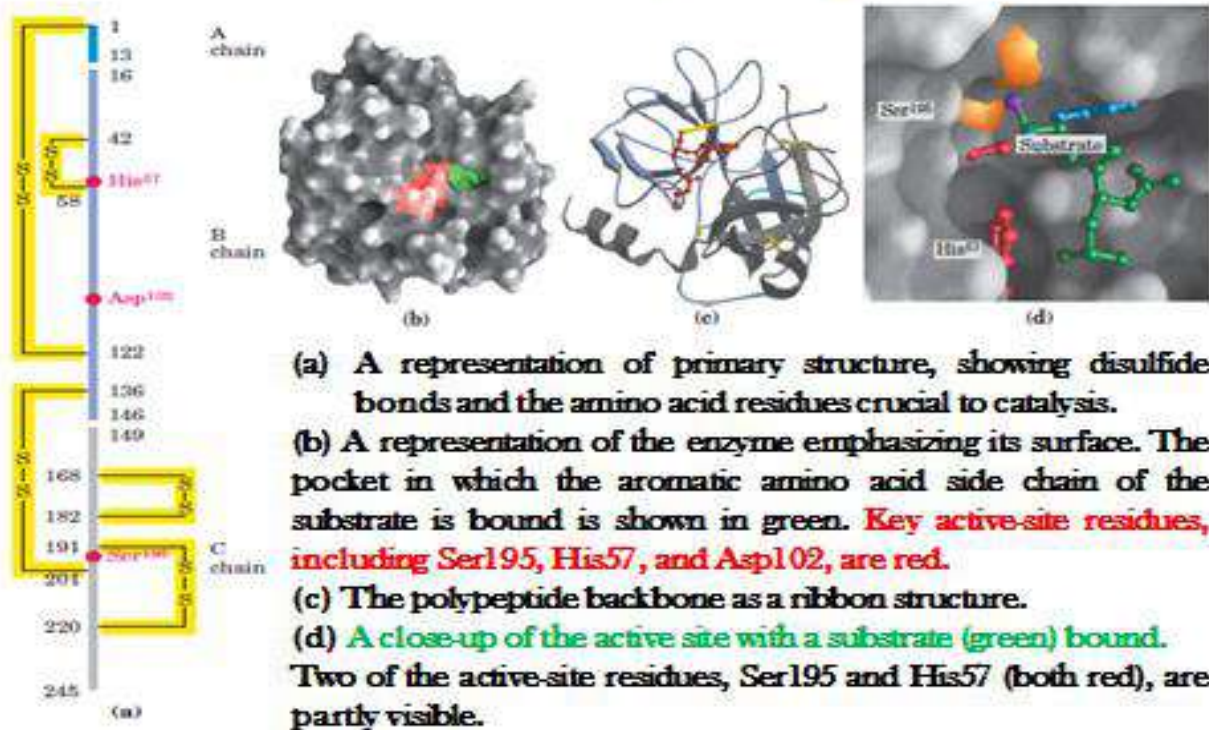 1
13
16
42
S–S
His57
58
S–S
Asp102
122
136
146
149
S–S
168
S–S
182
191
Ser195
201
S–S
220
245
(a)
A
chain
B
chain
C
chain
(b)
(c)
Ser195
Substrate
His57
(d)
(a) A representation of primary structure, showing disulfide
bonds and the amino acid residues crucial to catalysis.
(b) A representation of the enzyme emphasizing its surface. The
pocket in which the aromatic amino acid side chain of the
substrate is bound is shown in green. Key active-site residues,
including Ser195, His57, and Asp102, are red.
(c) The polypeptide backbone as a ribbon structure.
(d) A close-up of the active site with a substrate (green) bound.
Two of the active-site residues, Ser195 and His57 (both red), are
partly visible.